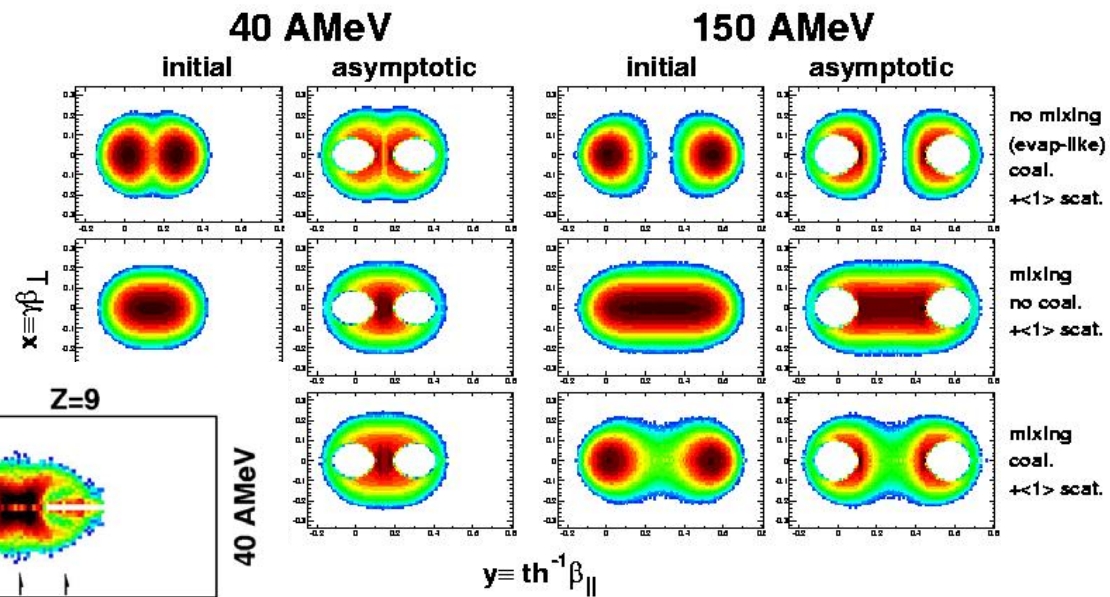 40 AMeV 150 AMeV
initial asymptotic initial asymptotic
no mixing
(evap-like)
coal.
+<1> scat.
mixing
no coal.
+<1> scat.
mixing
coal.
+<1> scat.
x≡γβ⊥
Z=9
40 AMeV
y≡ th⁻¹β||